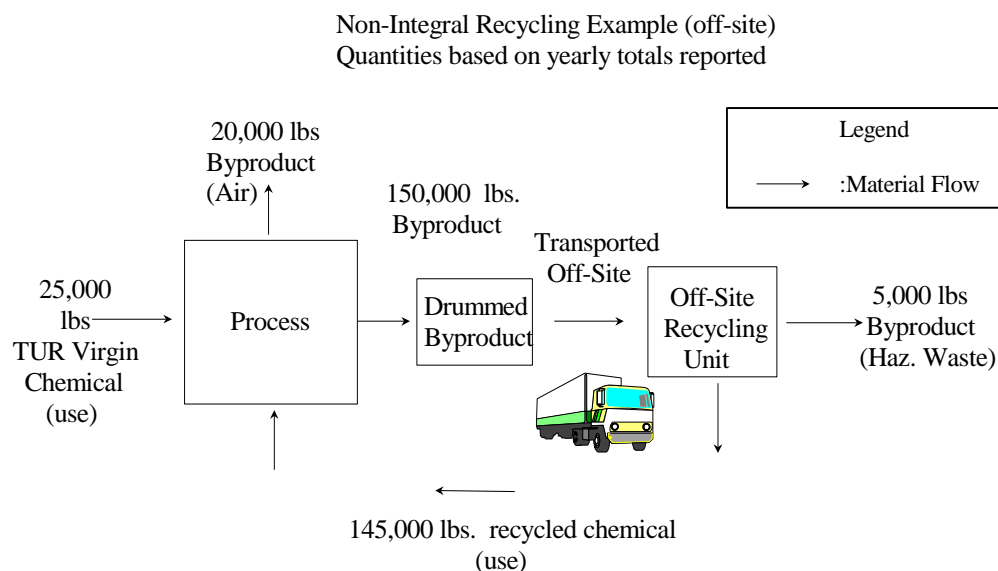 Non-Integral Recycling Example (off-site)
Quantities based on yearly totals reported
Legend
:Material Flow
20,000 lbs
Byproduct
(Air)
150,000 lbs.
Byproduct
Transported
Off-Site
25,000
lbs
TUR Virgin
Chemical
(use)
Process
Drummed
Byproduct
Off-Site
Recycling
Unit
5,000 lbs
Byproduct
(Haz. Waste)
145,000 lbs. recycled chemical
(use)